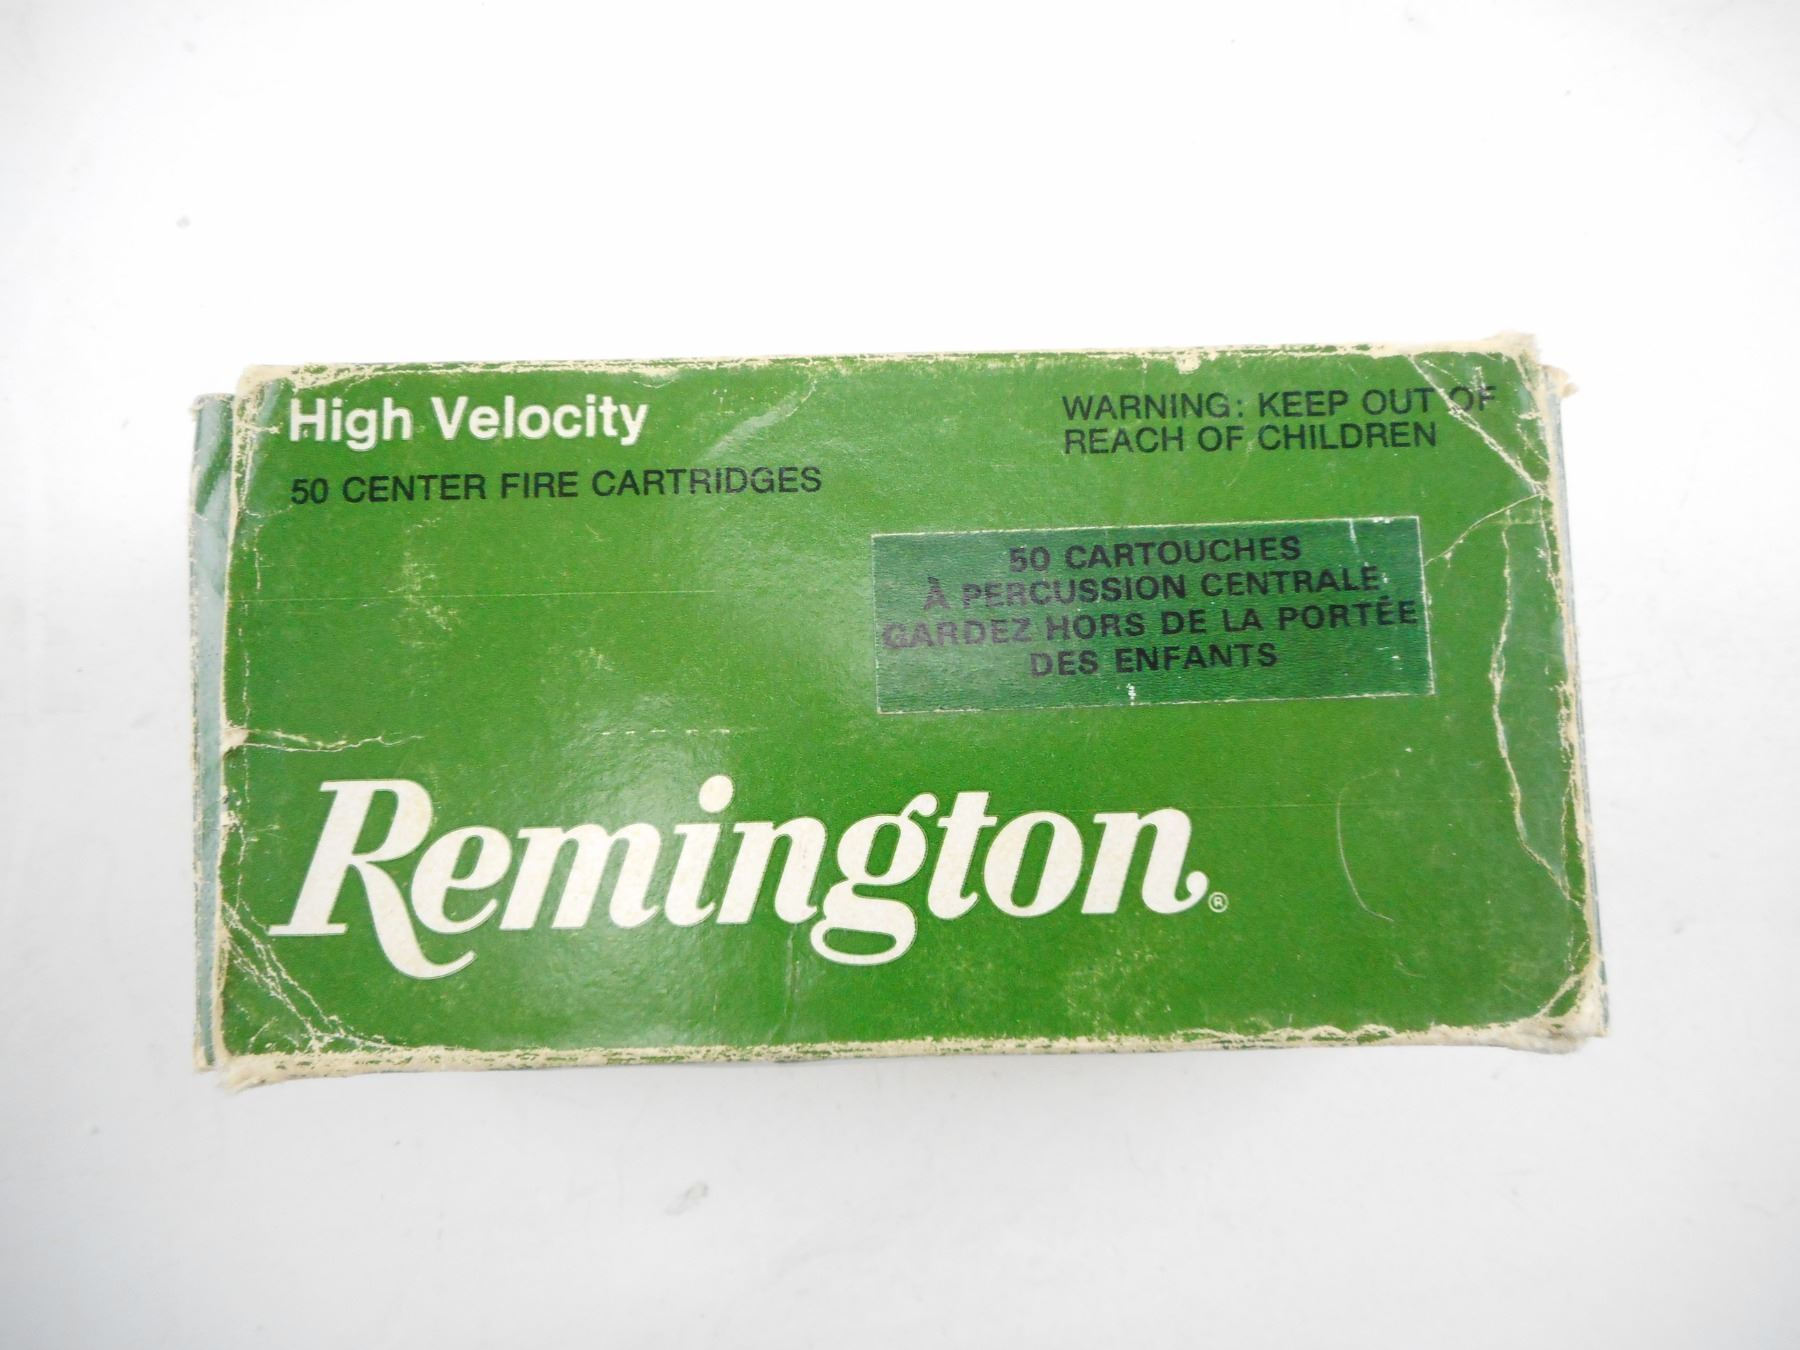 High Velocity
50 CENTER FIRE CARTRIDGES
WARNING: KEEP OUT OF
REACH OF CHILDREN
50 CARTOUCHES
À PERCUSSION CENTRALE
GARDEZ HORS DE LA PORTÉE
DES ENFANTS
Remington®